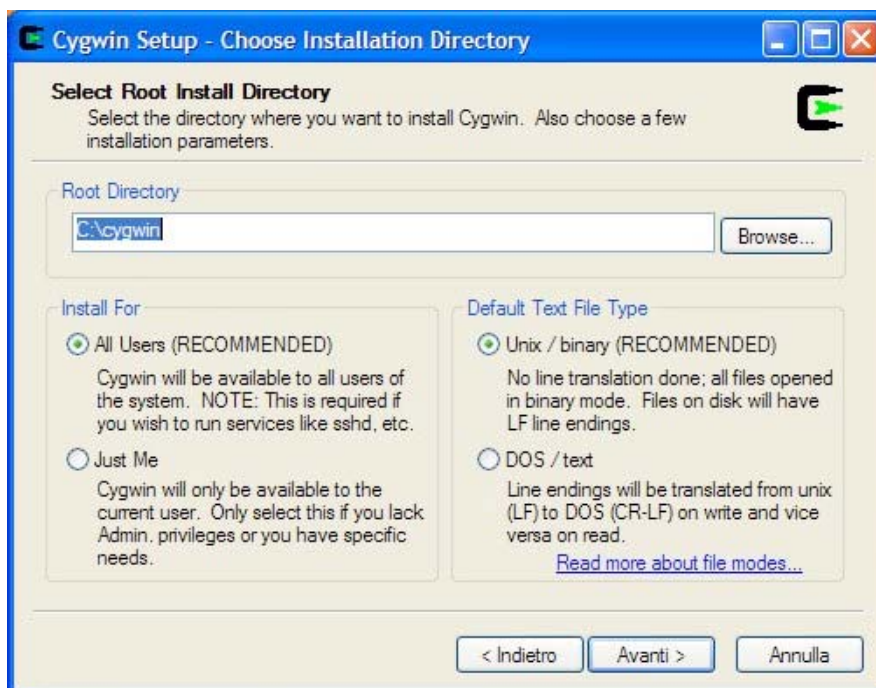 Cygwin Setup - Choose Installation Directory
Select Root Install Directory
Select the directory where you want to install Cygwin. Also choose a few
installation parameters.
Root Directory
C:\cygwin
Browse...
Install For
All Users (RECOMMENDED)
Cygwin will be available to all users of
the system. NOTE: This is required if
you wish to run services like sshd, etc.
Just Me
Cygwin will only be available to the
current user. Only select this if you lack
Admin. privileges or you have specific
needs.
Default Text File Type
Unix / binary (RECOMMENDED)
No line translation done; all files opened
in binary mode. Files on disk will have
LF line endings.
DOS / text
Line endings will be translated from unix
(LF) to DOS (CR-LF) on write and vice
versa on read.
Read more about file modes...
< Indietro
Avanti >
Annulla